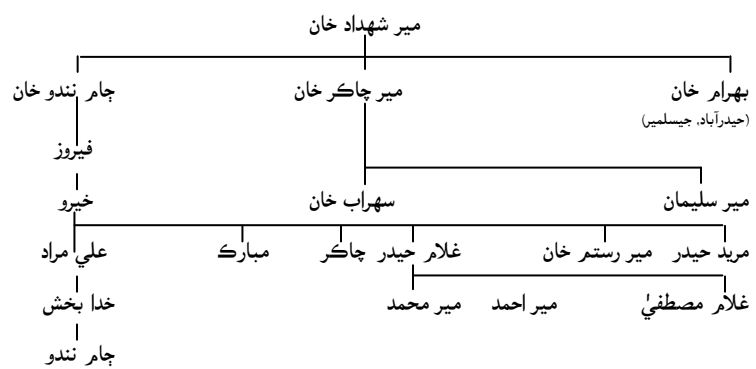 مير شهداد خان
بهرام خان مير چاڪر خان ڄام نندو خان
(حيدرآباد، جيسلمير)
فيروز
مير سليمان سهراب خان خيرو
مريد حيدر مير رستم خان غلام حيدر چاڪر مبارڪ علي مراد
غلام مصطفيٰ مير احمد مير محمد خدا بخش
ڄام نندو